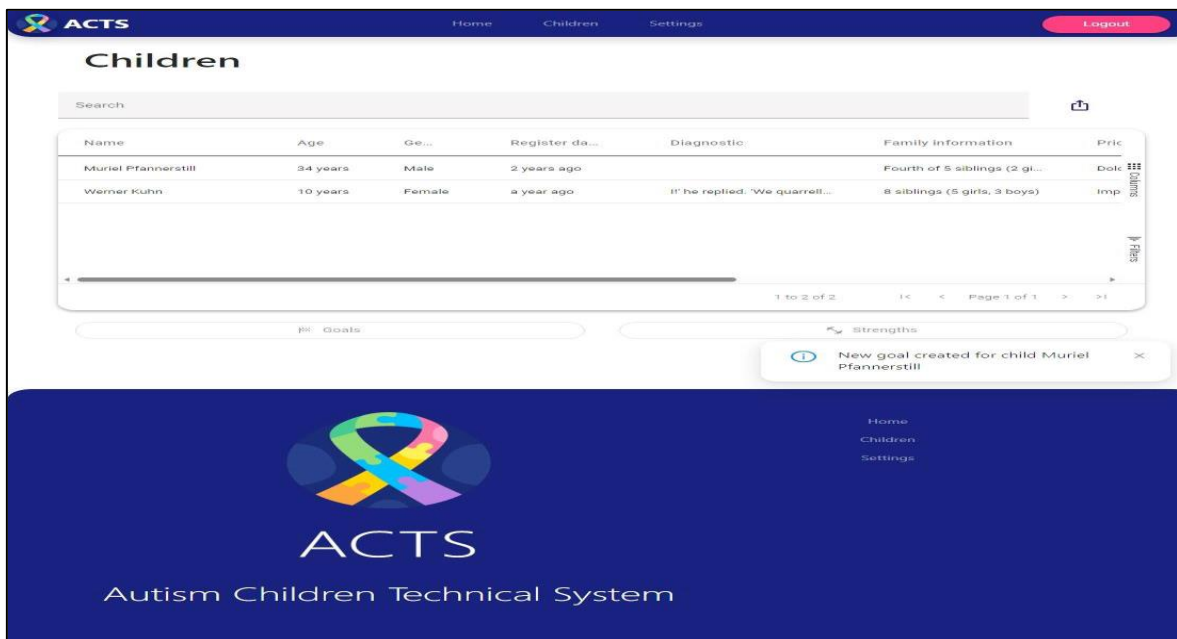 ACTS
Home Children Settings
Logout
Children
Search
Name Age Ge... Register da... Diagnostic Family information Pric
Muriel Pfannerstill 34 years Male 2 years ago Fourth of 5 siblings (2 gi... Dolc
Werner Kuhn 10 years Female a year ago I!' he replied. 'We quarrell... 8 siblings (5 girls, 3 boys) Imp
Columns
Filters
1 to 2 of 2 Page 1 of 1
Goals Strengths
New goal created for child Muriel
Pfannerstill
Home
Children
Settings
ACTS
Autism Children Technical System